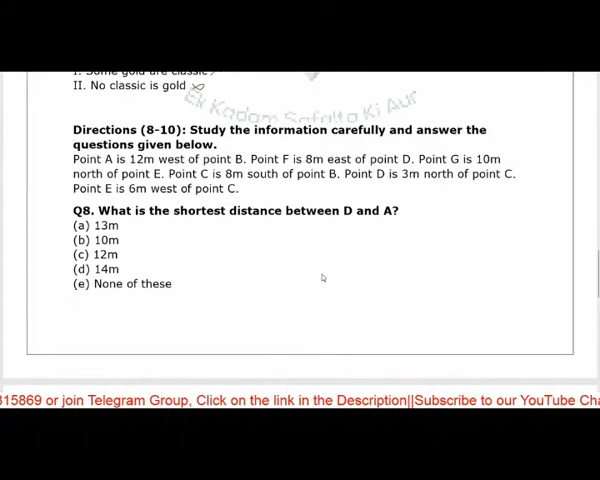 I. Some gold are classic
II. No classic is gold
Ek Kadam Safalta Ki Aur
Directions (8-10): Study the information carefully and answer the
questions given below.
Point A is 12m west of point B. Point F is 8m east of point D. Point G is 10m
north of point E. Point C is 8m south of point B. Point D is 3m north of point C.
Point E is 6m west of point C.
Q8. What is the shortest distance between D and A?
(a) 13m
(b) 10m
(c) 12m
(d) 14m
(e) None of these
315869 or join Telegram Group, Click on the link in the Description||Subscribe to our YouTube Cha